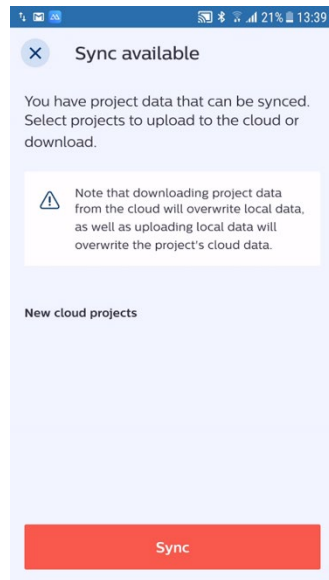 21% 13:39
Sync available
You have project data that can be synced.
Select projects to upload to the cloud or
download.
Note that downloading project data
from the cloud will overwrite local data,
as well as uploading local data will
overwrite the project's cloud data.
New cloud projects
Sync